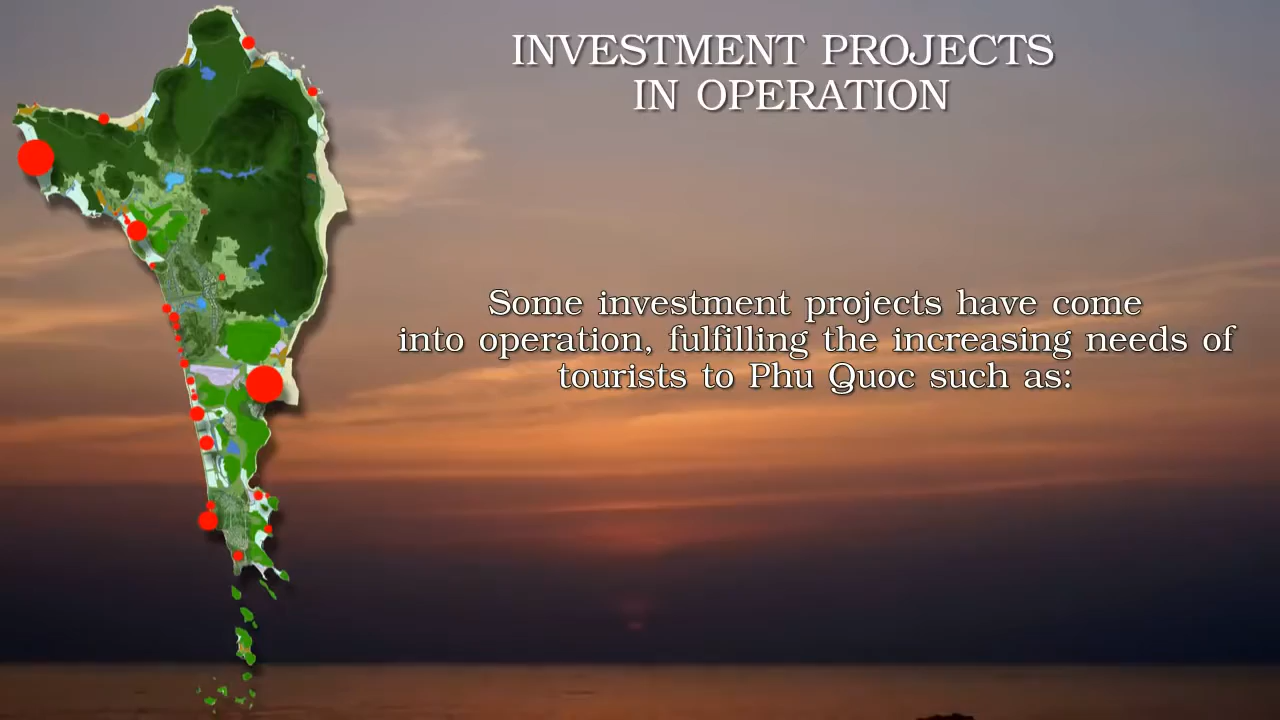 INVESTMENT PROJECTS
IN OPERATION
Some investment projects have come
into operation, fulfilling the increasing needs of
tourists to Phu Quoc such as: